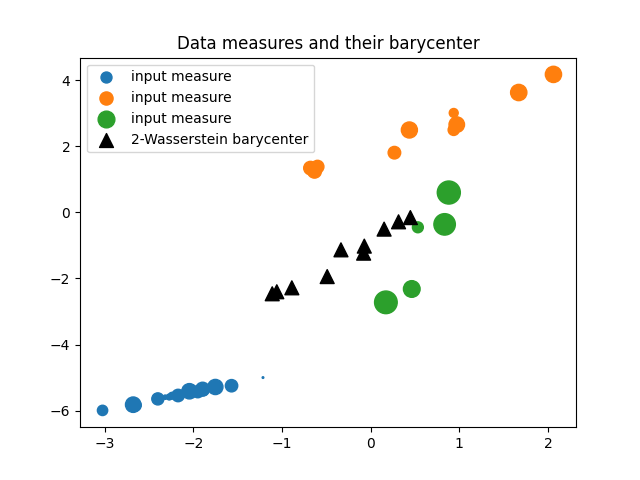 Data measures and their barycenter
input measure
input measure
input measure
2-Wasserstein barycenter
4
2
0
−2
−4
−6
−3 −2 −1 0 1 2